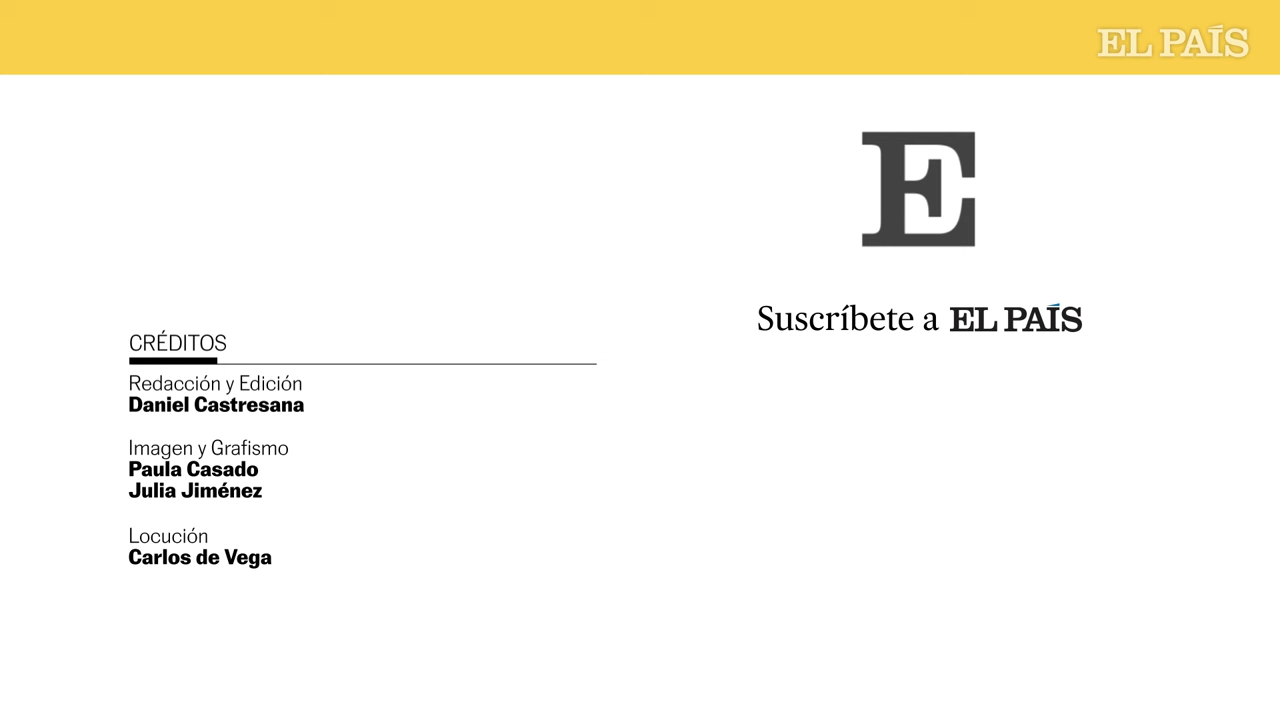 EL PAÍS
E
Suscríbete a EL PAÍS
CRÉDITOS
Redacción y Edición
Daniel Castresana
Imagen y Grafismo
Paula Casado
Julia Jiménez
Locución
Carlos de Vega